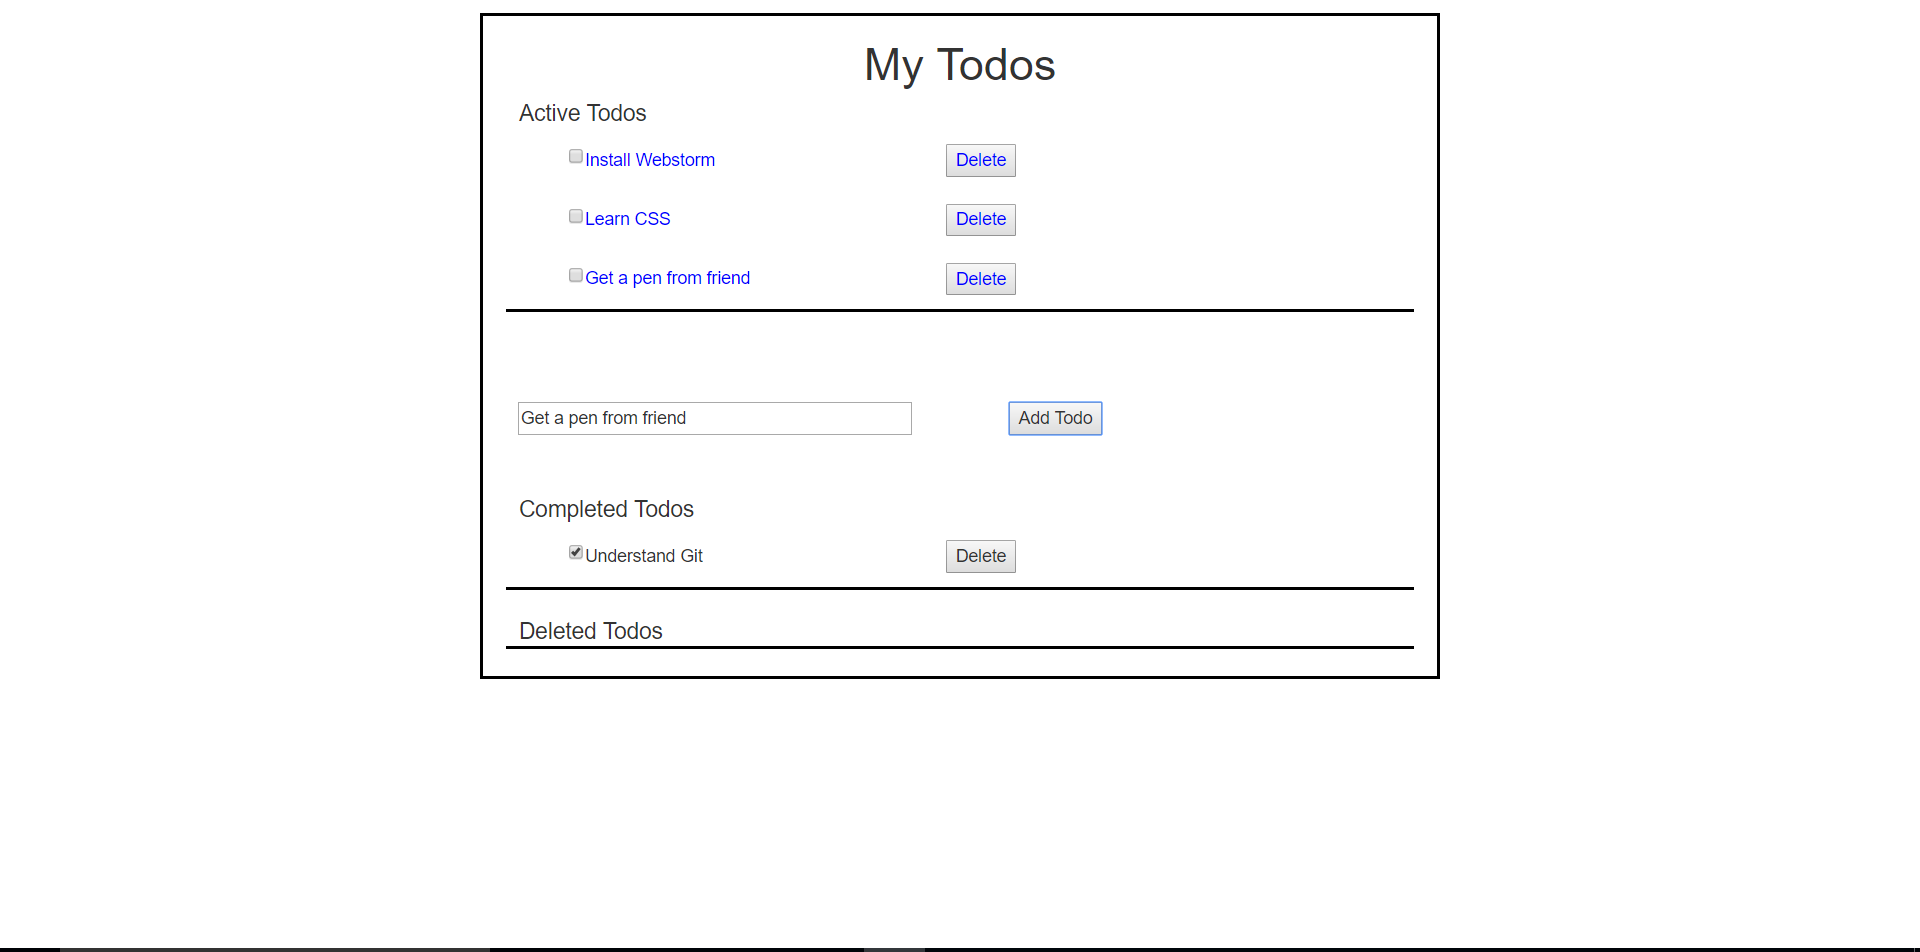 My Todos
Active Todos
Install Webstorm Delete
Learn CSS Delete
Get a pen from friend Delete
Get a pen from friend Add Todo
Completed Todos
Understand Git Delete
Deleted Todos